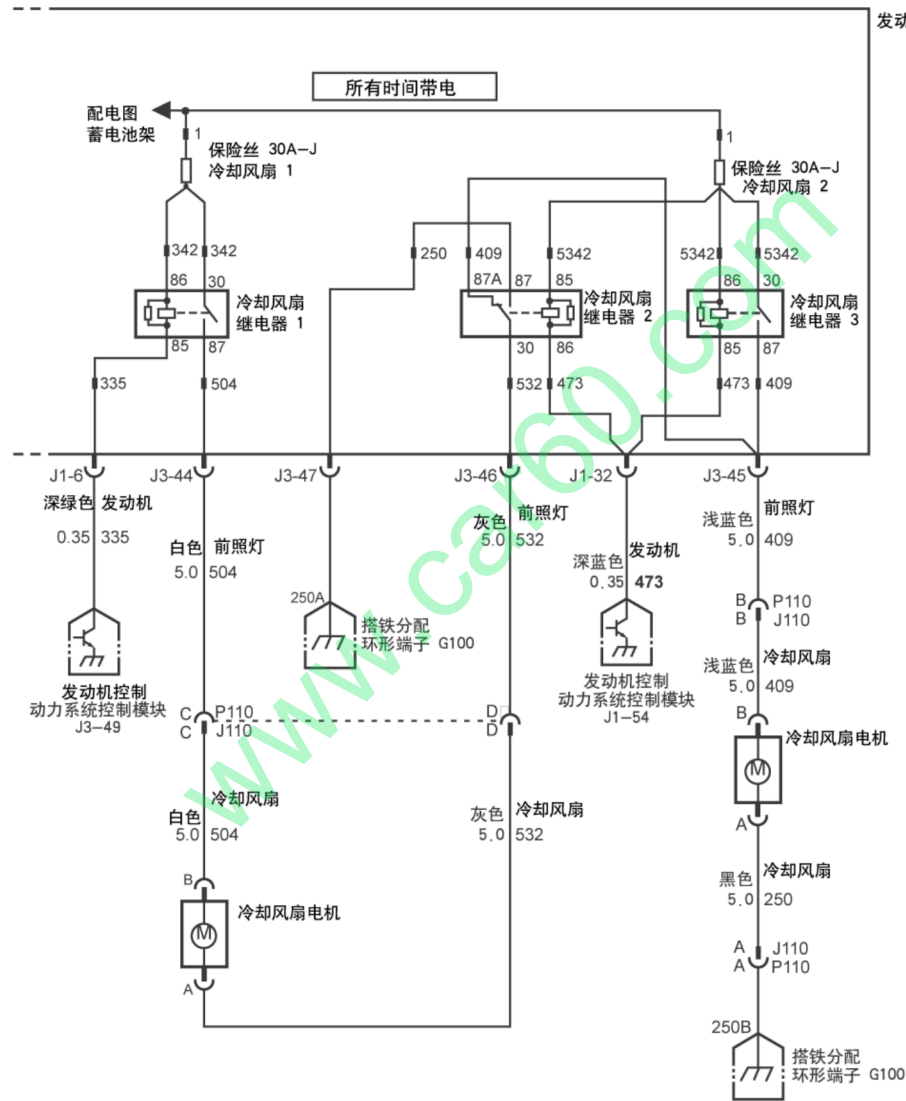 发动
所有时间带电
配电图
蓄电池架
1
保险丝 30A-J
冷却风扇 1
1
保险丝 30A-J
冷却风扇 2
342
342
250
409
5342
5342
5342
86
30
87A
87
85
86
30
冷却风扇
继电器 1
冷却风扇
继电器 2
冷却风扇
继电器 3
85
87
30
86
85
87
335
504
532
473
473
409
J1-6
J3-44
J3-47
J3-46
J1-32
J3-45
深绿色 发动机
0.35 335
白色 前照灯
5.0 504
灰色 前照灯
5.0 532
深蓝色 发动机
0.35 473
浅蓝色 前照灯
5.0 409
250A
搭铁分配
环形端子 G100
B P110
B J110
发动机控制
动力系统控制模块
J3-49
发动机控制
动力系统控制模块
J1-54
浅蓝色 冷却风扇
5.0 409
C P110
C J110
D
D
B
M
冷却风扇电机
A
白色 冷却风扇
5.0 504
灰色 冷却风扇
5.0 532
黑色 冷却风扇
5.0 250
B
M
冷却风扇电机
A
A J110
A P110
250B
搭铁分配
环形端子 G100
www.car60.com